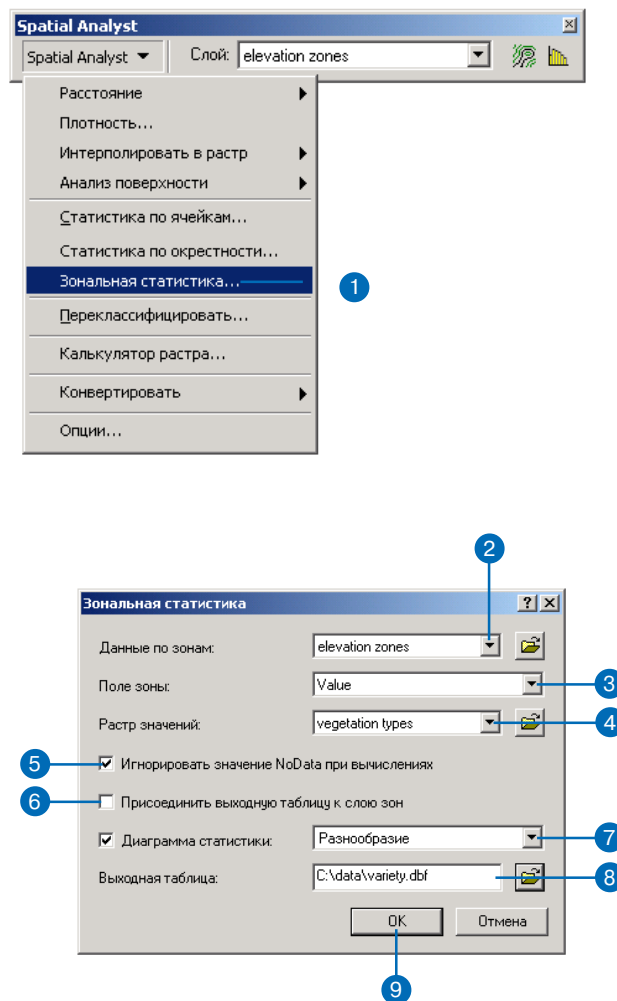 Spatial Analyst
Spatial Analyst Слой: elevation zones
Расстояние
Плотность...
Интерполировать в растр
Анализ поверхности
Статистика по ячейкам...
Статистика по окрестности...
Зональная статистика...
1
Переклассифицировать...
Калькулятор растра...
Конвертировать
Опции...
2
Зональная статистика
Данные по зонам: elevation zones
Поле зоны: Value 3
Растр значений: vegetation types 4
5 Игнорировать значение NoData при вычислениях
6 Присоединить выходную таблицу к слою зон
Диаграмма статистики: Разнообразие 7
Выходная таблица: C:\data\variety.dbf 8
OK Отмена
9